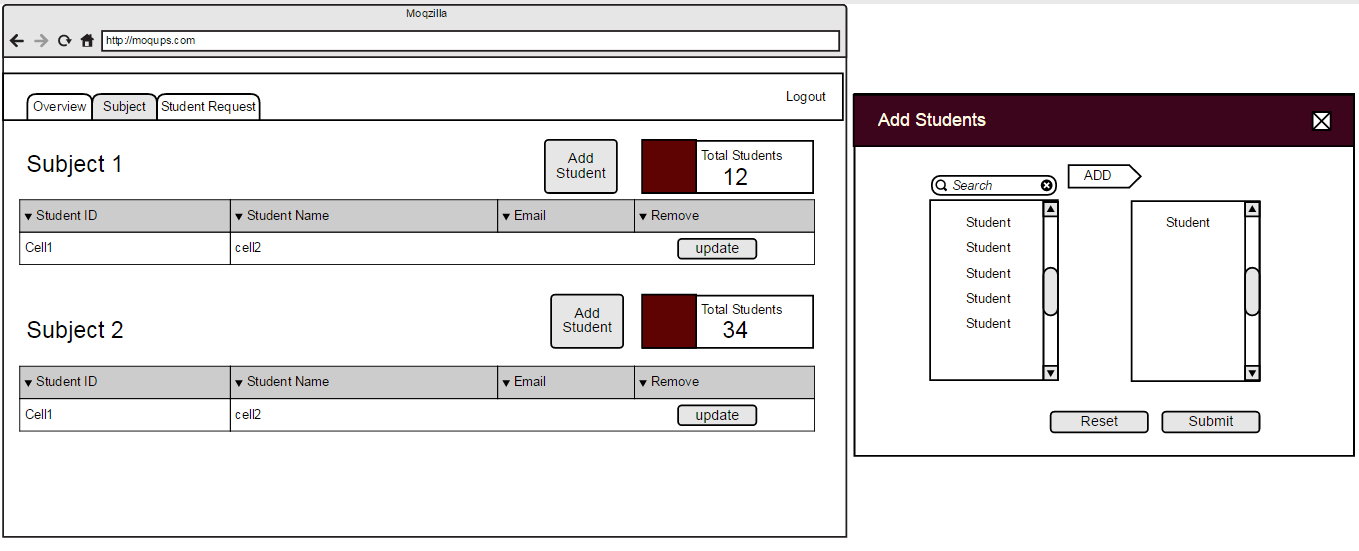 Moqzilla
http://moqups.com
Overview Subject Student Request Logout
Subject 1
Add
Student
Total Students
12
▼ Student ID ▼ Student Name ▼ Email ▼ Remove
Cell1 cell2 update
Subject 2
Add
Student
Total Students
34
▼ Student ID ▼ Student Name ▼ Email ▼ Remove
Cell1 cell2 update
Add Students
Search
ADD
Student
Student
Student
Student
Student
Student
Reset Submit